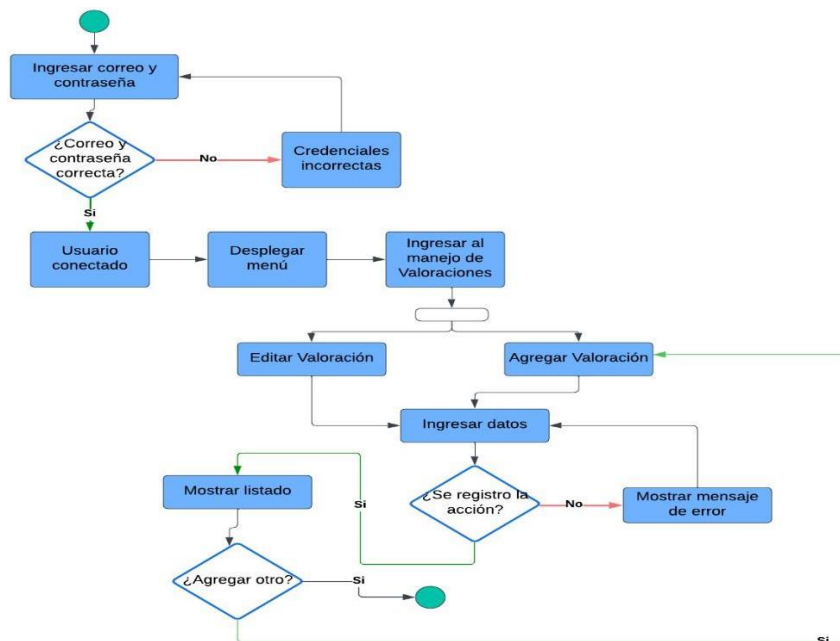 Ingresar correo y
contraseña
¿Correo y
contraseña
correcta?
No
Credenciales
incorrectas
Si
Usuario
conectado
Desplegar
menú
Ingresar al
manejo de
Valoraciones
Editar Valoración
Agregar Valoración
Ingresar datos
Mostrar listado
Si
¿Se registro la
acción?
No
Mostrar mensaje
de error
¿Agregar otro?
Si
Si